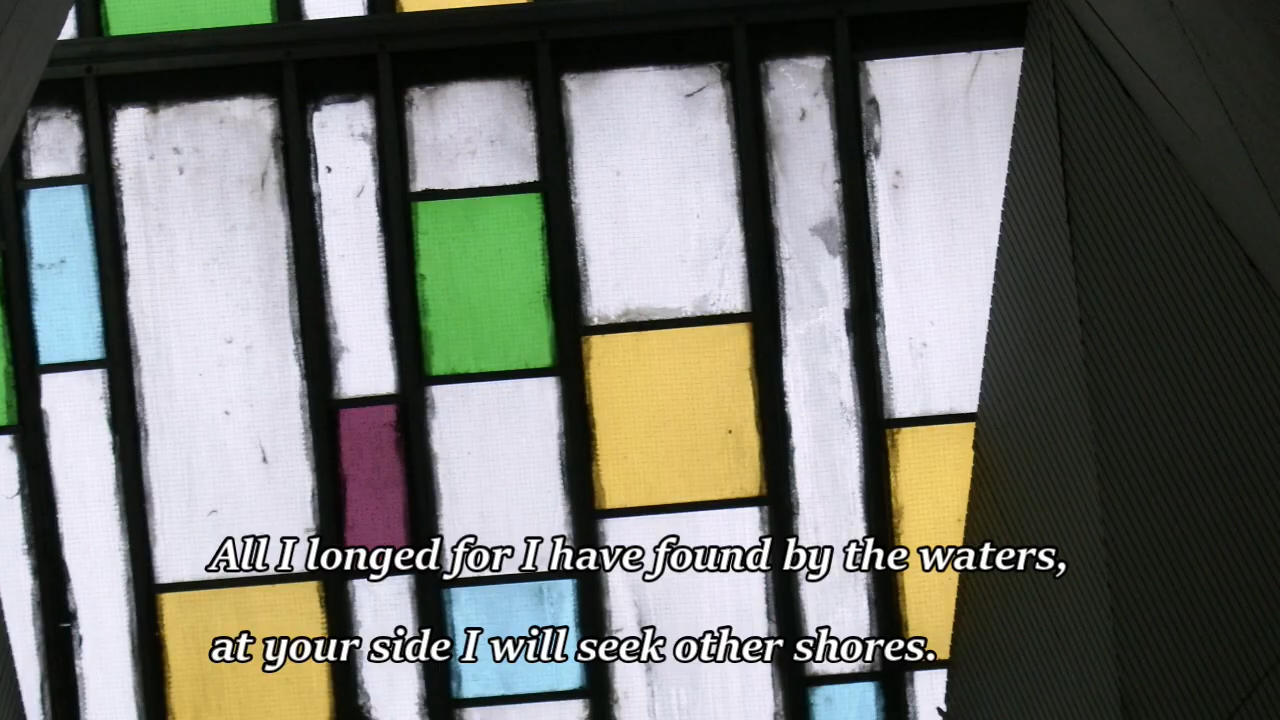 All I longed for I have found by the waters,
at your side I will seek other shores.